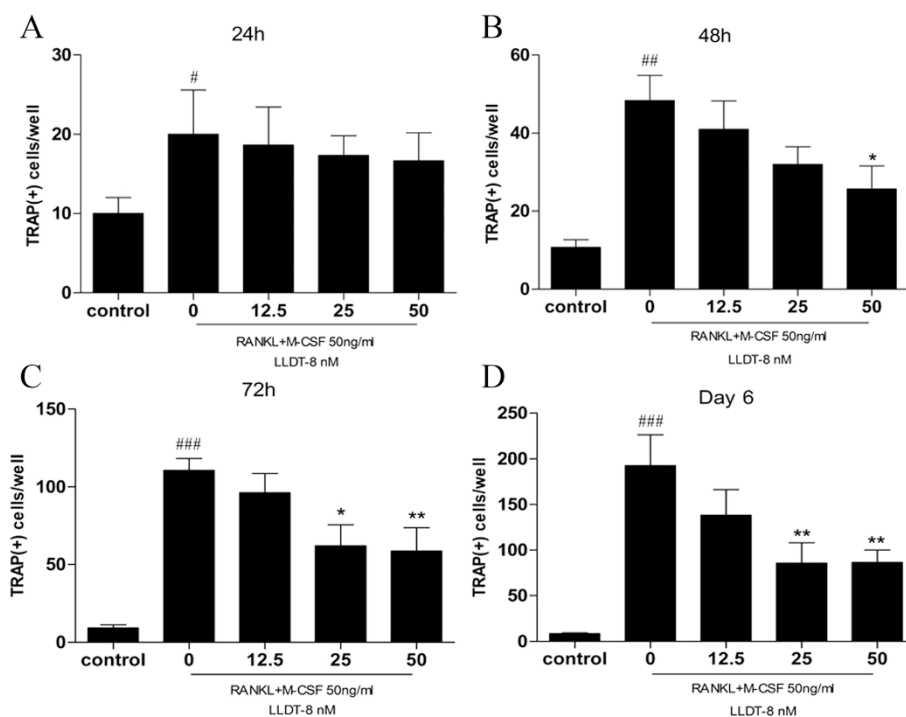 A
24h
TRAP(+) cells/well
30
20
10
0
#
control
0
12.5
25
50
RANKL+M-CSF 50ng/ml
LLDT-8 nM
B
48h
TRAP(+) cells/well
60
40
20
0
##
*
control
0
12.5
25
50
RANKL+M-CSF 50ng/ml
LLDT-8 nM
C
72h
TRAP(+) cells/well
150
100
50
0
###
*
**
control
0
12.5
25
50
RANKL+M-CSF 50ng/ml
LLDT-8 nM
D
Day 6
TRAP(+) cells/well
250
200
150
100
50
0
###
**
**
control
0
12.5
25
50
RANKL+M-CSF 50ng/ml
LLDT-8 nM